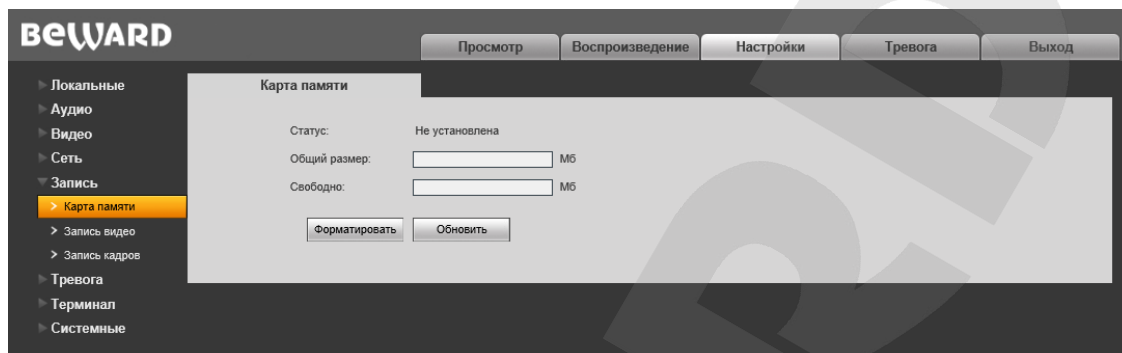 BEWARD
Просмотр Воспроизведение Настройки Тревога Выход
Локальные
Аудио
Видео
Сеть
Запись
Карта памяти
Запись видео
Запись кадров
Тревога
Терминал
Системные
Карта памяти
Статус: Не установлена
Общий размер: Мб
Свободно: Мб
Форматировать Обновить